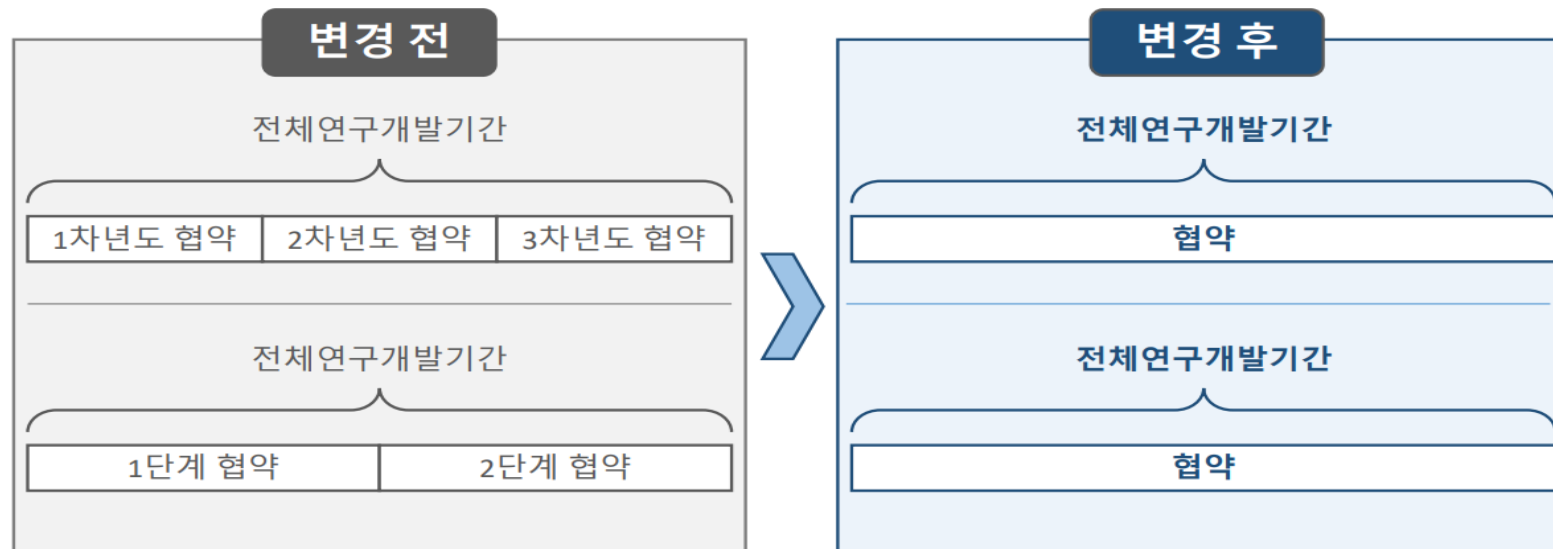 변경 전
전체연구개발기간
1차년도 협약 2차년도 협약 3차년도 협약
전체연구개발기간
1단계 협약 2단계 협약
변경 후
전체연구개발기간
협약
전체연구개발기간
협약